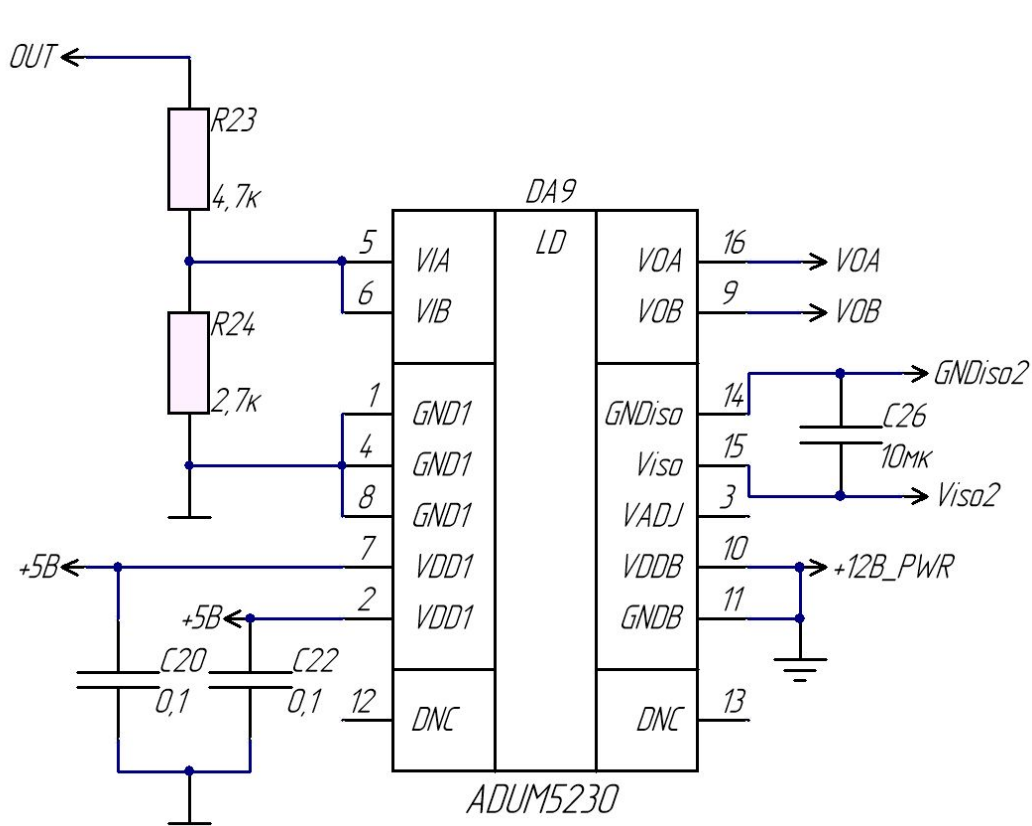 OUT
R23
4,7к
DA9
LD
5
VIA
VOA
16
VOA
6
VIB
VOB
9
VOB
R24
2,7к
GNDiso2
1
GND1
GNDiso
14
C26
10мк
4
GND1
Viso
15
Viso2
8
GND1
VADJ
3
+5В
7
VDD1
VDDB
10
+12В_PWR
+5В
2
VDD1
GNDB
11
C20
0,1
C22
0,1
12
DNC
DNC
13
ADUM5230